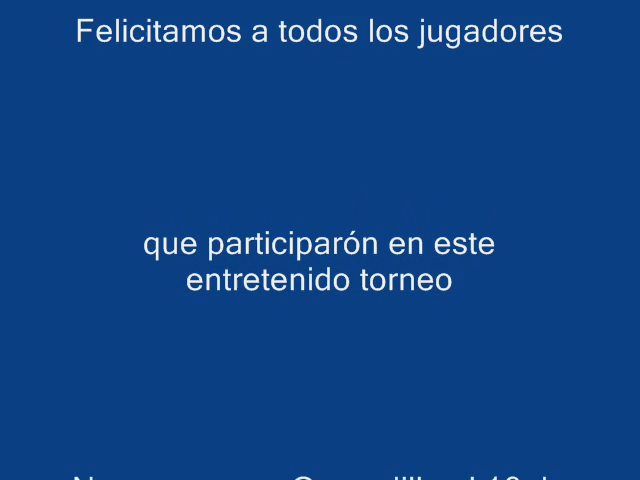 Felicitamos a todos los jugadores
que participarón en este
entretenido torneo